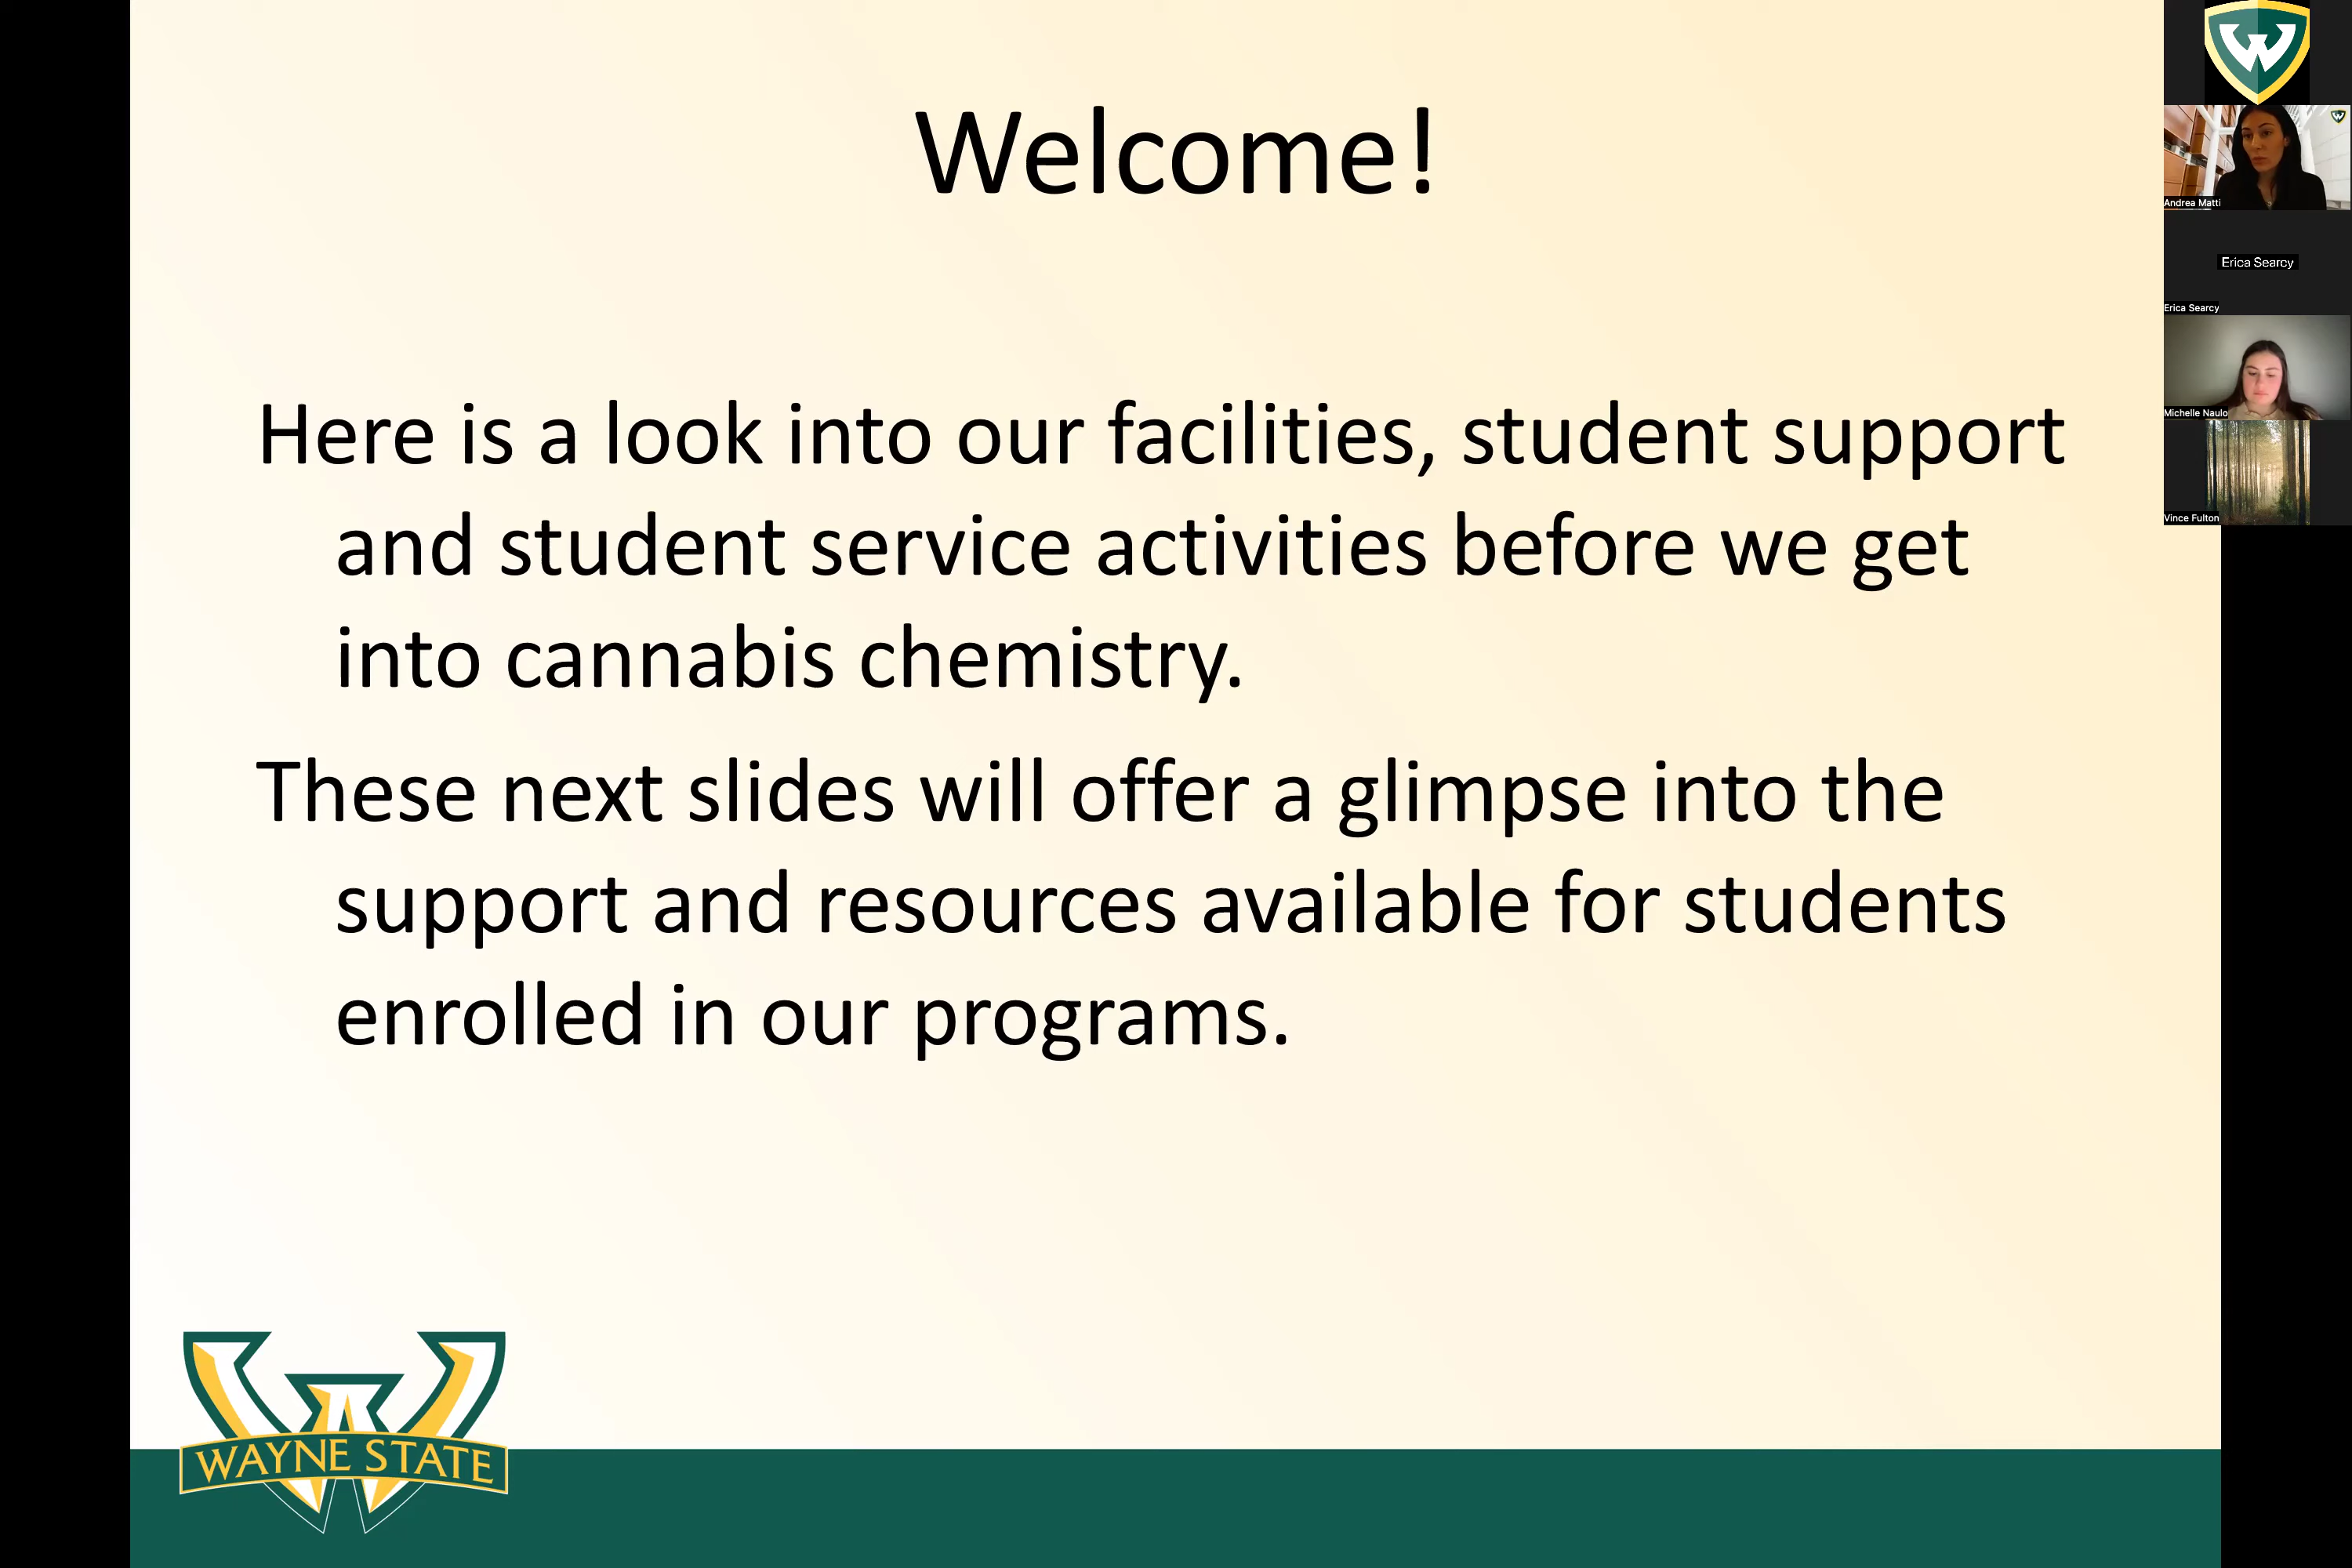 Welcome!
Here is a look into our facilities, student support
and student service activities before we get
into cannabis chemistry.
These next slides will offer a glimpse into the
support and resources available for students
enrolled in our programs.
WAYNE STATE
W
Andrea Matti
Erica Searcy
Erica Searcy
Michelle Naulo
Vince Fulton